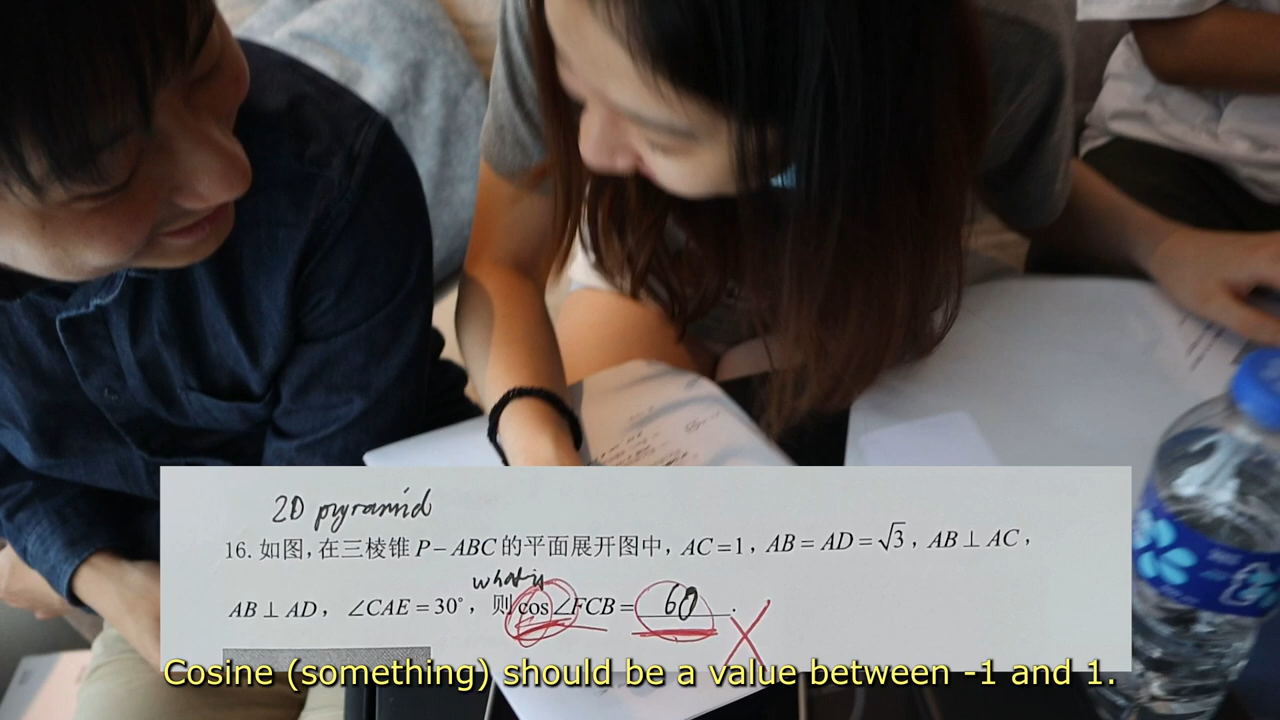 2D pyramid
16. 如图, 在三棱锥 P－ABC 的平面展开图中, AC=1, AB=AD=√3, AB⊥AC,
what is
AB⊥AD, ∠CAE=30°, 则 cos∠FCB= 60 .
Cosine (something) should be a value between -1 and 1.